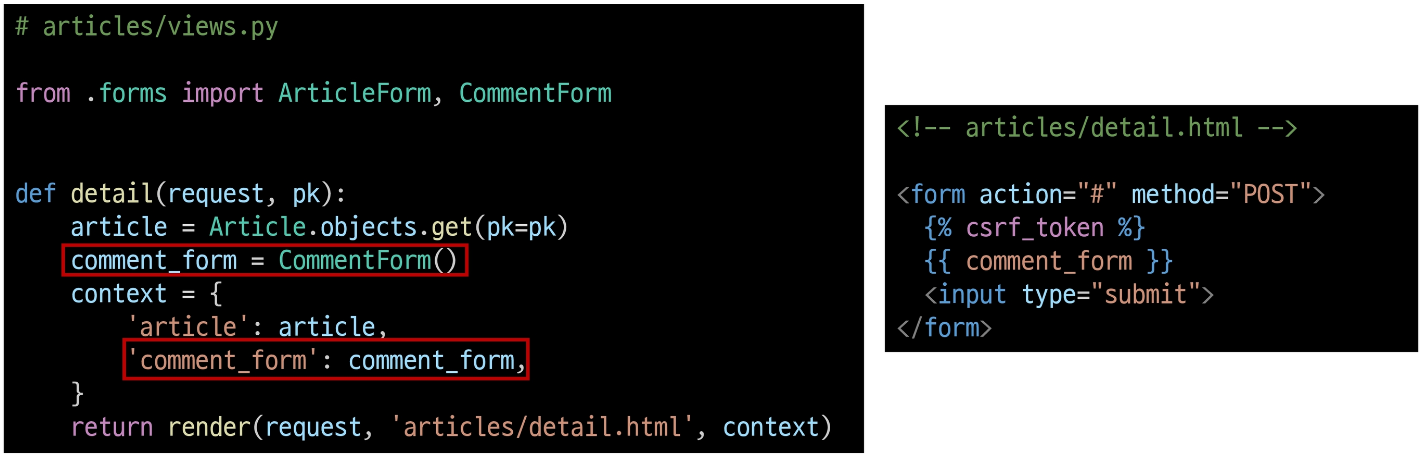 # articles/views.py
from .forms import ArticleForm, CommentForm
def detail(request, pk):
    article = Article.objects.get(pk=pk)
    comment_form = CommentForm()
    context = {
        'article': article,
        'comment_form': comment_form,
    }
    return render(request, 'articles/detail.html', context)
<!-- articles/detail.html -->
<form action="#" method="POST">
  {% csrf_token %}
  {{ comment_form }}
  <input type="submit">
</form>